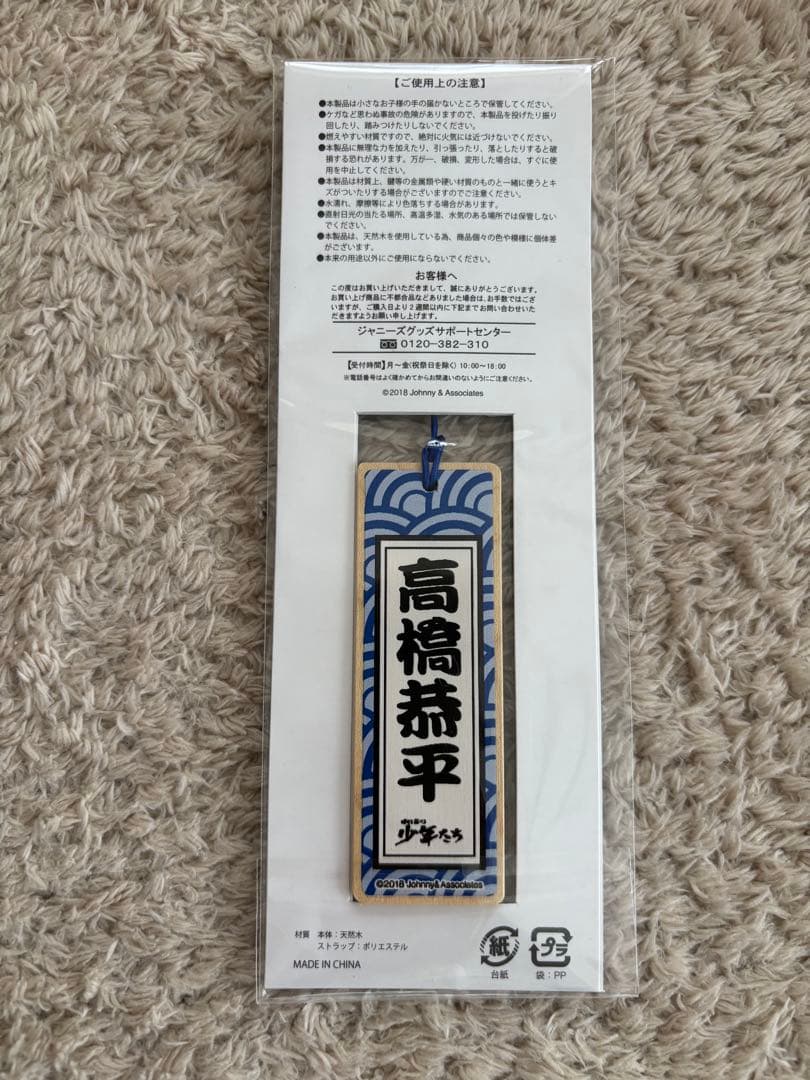 【ご使用上の注意】
●本製品は小さなお子様の手の届かないところで保管してください。
●ケガなど思わぬ事故の危険がありますので、本製品を投げたり振り
回したり、踏みつけたりしないでください。
●燃えやすい材質ですので、絶対に火気には近づけないでください。
●本製品に無理な力を加えたり、引っ張ったり、落としたりすると破
損する恐れがあります。万が一、破損、変形した場合は、すぐに使
用を中止してください。
●本製品は材質上、鍵等の金属類や硬い材質のものと一緒に使うとキ
ズがついたりする場合がございますのでご注意ください。
●水濡れ、摩擦等により色落ちする場合があります。
●直射日光の当たる場所、高温多湿、水気のある場所では保管しない
でください。
●本製品は、天然木を使用している為、商品個々の色や模様に個体差
がございます。
●本来の用途以外にご使用にならないでください。
お客様へ
この度はお買い上げいただきまして、誠にありがとうございます。
お買い上げ商品に不都合品などありました場合は、お手数ではござ
いますが、ご購入日より2週間以内に下記までお問い合わせいた
だきますようお願い申し上げます。
ジャニーズグッズサポートセンター
0120-382-310
【受付時間】月〜金(祝祭日を除く) 10:00〜18:00
※電話番号はよく確かめてからお間違いのないようにご注意ください。
©2018 Johnny & Associates
高橋恭平
少年たち
©2018 Johnny& Associates
材質 本体:天然木
ストラップ:ポリエステル
MADE IN CHINA
紙
台紙
プラ
袋:PP